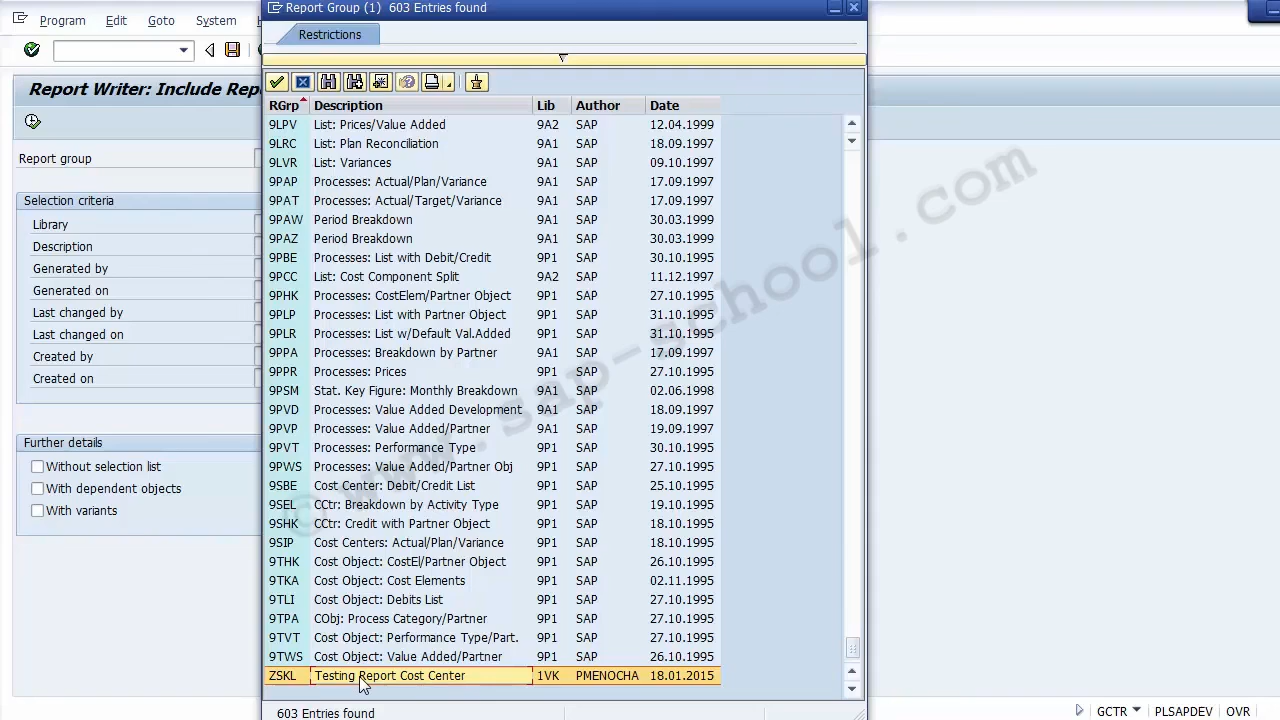 Report Group (1)  603 Entries found
Program Edit Goto System H
Restrictions
Report Writer: Include Rep
RGrp Description Lib Author Date
9LPV List: Prices/Value Added 9A2 SAP 12.04.1999
9LRC List: Plan Reconciliation 9A1 SAP 18.09.1997
Report group
9LVR List: Variances 9A1 SAP 09.10.1997
9PAP Processes: Actual/Plan/Variance 9A1 SAP 17.09.1997
Selection criteria
9PAT Processes: Actual/Target/Variance 9A1 SAP 17.09.1997
Library
9PAW Period Breakdown 9A1 SAP 30.03.1999
Description
9PAZ Period Breakdown 9A1 SAP 30.03.1999
9PBE Processes: List with Debit/Credit 9P1 SAP 30.10.1995
Generated by
9PCC List: Cost Component Split 9A2 SAP 11.12.1997
Generated on
9PHK Processes: CostElem/Partner Object 9P1 SAP 27.10.1995
Last changed by
9PLP Processes: List with Partner Object 9P1 SAP 31.10.1995
Last changed on
9PLR Processes: List w/Default Val.Added 9P1 SAP 31.10.1995
Created by
9PPA Processes: Breakdown by Partner 9A1 SAP 17.09.1997
Created on
9PPR Processes: Prices 9P1 SAP 27.10.1995
9PSM Stat. Key Figure: Monthly Breakdown 9A1 SAP 02.06.1998
9PVD Processes: Value Added Development 9A1 SAP 18.09.1997
9PVP Processes: Value Added/Partner 9A1 SAP 19.09.1997
Further details
9PVT Processes: Performance Type 9P1 SAP 30.10.1995
Without selection list
9PWS Processes: Value Added/Partner Obj 9P1 SAP 27.10.1995
With dependent objects
9SBE Cost Center: Debit/Credit List 9P1 SAP 25.10.1995
9SEL CCtr: Breakdown by Activity Type 9P1 SAP 19.10.1995
With variants
9SHK CCtr: Credit with Partner Object 9P1 SAP 18.10.1995
9SIP Cost Centers: Actual/Plan/Variance 9P1 SAP 18.10.1995
9THK Cost Object: CostEl/Partner Object 9P1 SAP 26.10.1995
9TKA Cost Object: Cost Elements 9P1 SAP 02.11.1995
9TLI Cost Object: Debits List 9P1 SAP 27.10.1995
9TPA CObj: Process Category/Partner 9P1 SAP 27.10.1995
9TVT Cost Object: Performance Type/Part. 9P1 SAP 27.10.1995
9TWS Cost Object: Value Added/Partner 9P1 SAP 26.10.1995
ZSKL Testing Report Cost Center 1VK PMENOCHA 18.01.2015
603 Entries found
GCTR PLSAPDEV OVR
© www.sap-school.com